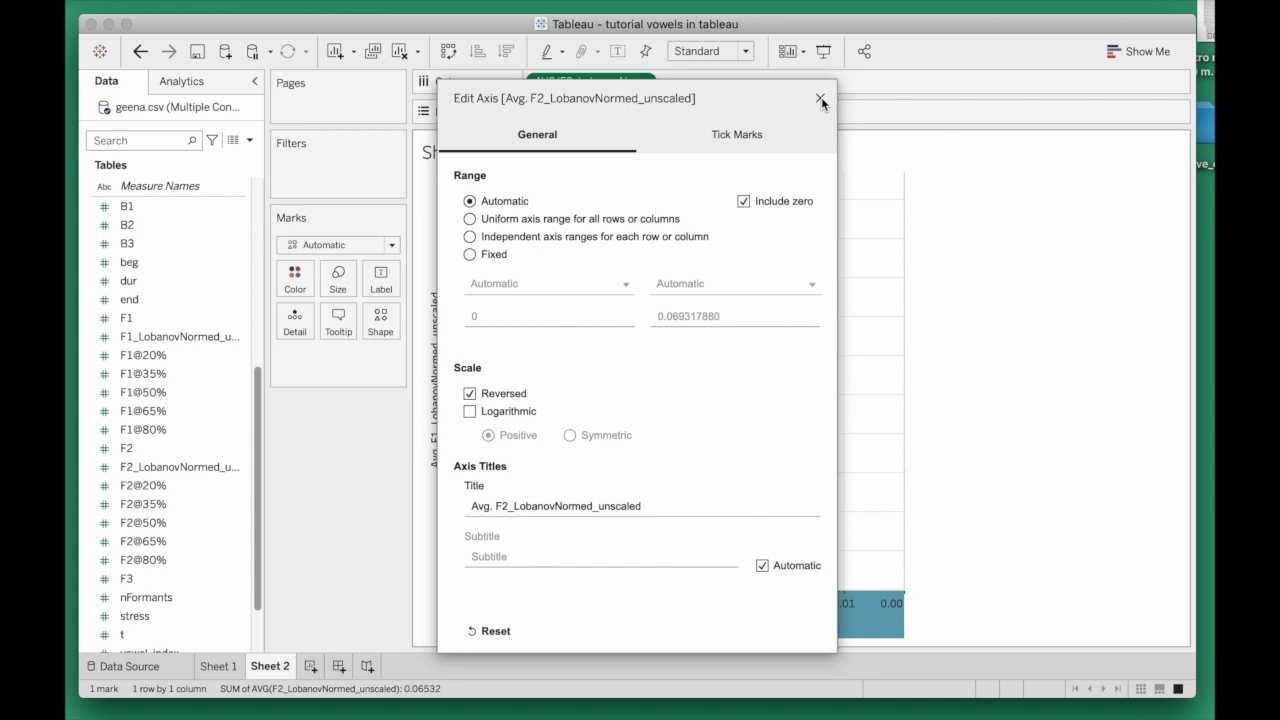 Tableau - tutorial vowels in tableau
Standard
Show Me
Data
Analytics
Pages
geena.csv (Multiple Con...
Search
Filters
Tables
Abc
Measure Names
B1
B2
B3
beg
dur
end
F1
F1_LobanovNormed_u...
F1@20%
F1@35%
F1@50%
F1@65%
F1@80%
F2
F2_LobanovNormed_u...
F2@20%
F2@35%
F2@50%
F2@65%
F2@80%
F3
nFormants
stress
t
Marks
Automatic
Color
Size
Label
Detail
Tooltip
Shape
Edit Axis [Avg. F2_LobanovNormed_unscaled]
General
Tick Marks
Range
Automatic
Include zero
Uniform axis range for all rows or columns
Independent axis ranges for each row or column
Fixed
Automatic
Automatic
0
0.069317880
Scale
Reversed
Logarithmic
Positive
Symmetric
Axis Titles
Title
Avg. F2_LobanovNormed_unscaled
Subtitle
Subtitle
Automatic
Reset
.01
0.00
Data Source
Sheet 1
Sheet 2
1 mark
1 row by 1 column
SUM of AVG(F2_LobanovNormed_unscaled): 0.06532